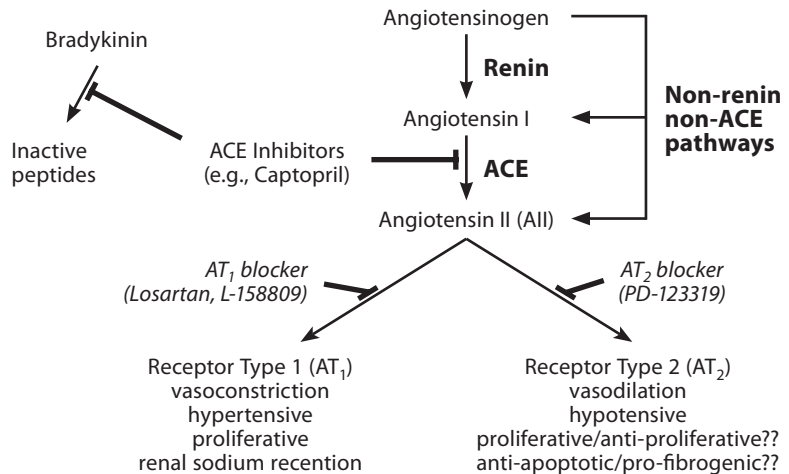 Angiotensinogen
Bradykinin
Renin
Non-renin
non-ACE
pathways
Angiotensin I
Inactive
peptides
ACE Inhibitors
(e.g., Captopril)
ACE
Angiotensin II (AII)
AT1 blocker
(Losartan, L-158809)
AT2 blocker
(PD-123319)
Receptor Type 1 (AT1)
vasoconstriction
hypertensive
proliferative
renal sodium recention
Receptor Type 2 (AT2)
vasodilation
hypotensive
proliferative/anti-proliferative??
anti-apoptotic/pro-fibrogenic??